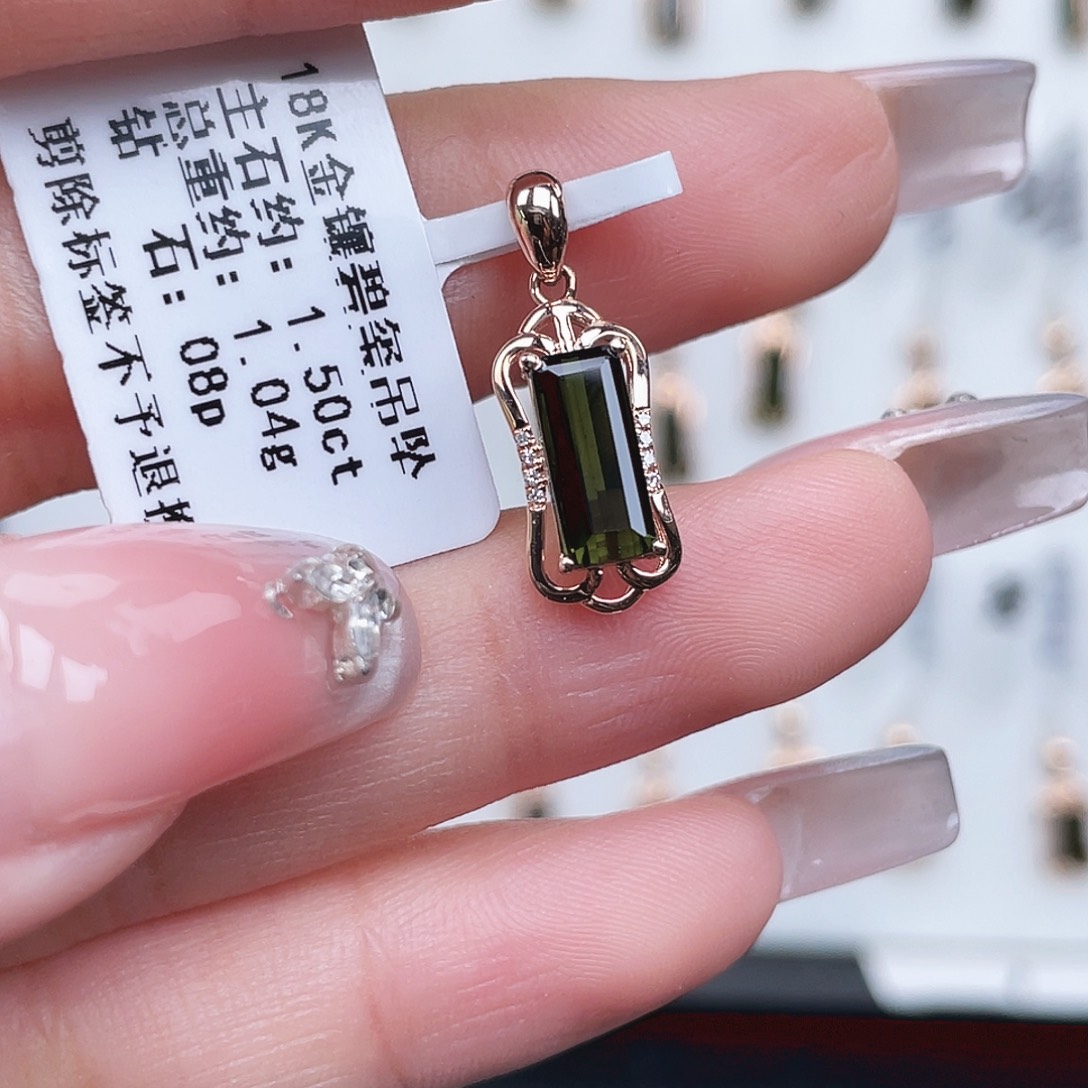 18K金镶碧玺吊坠
主石约: 1.50ct
总重约: 1.04g
钻 石: 08p
剪除标签不予退换